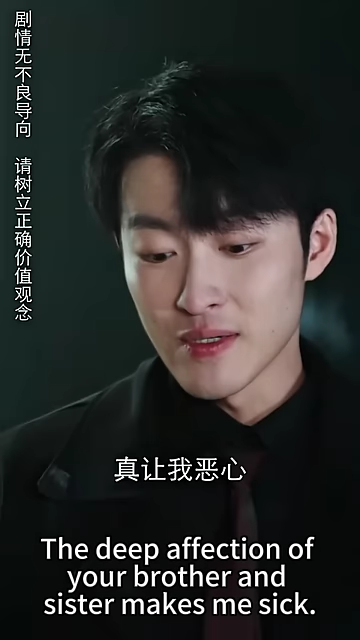 剧情无不良导向 请树立正确价值观念
真让我恶心
The deep affection of
your brother and
sister makes me sick.